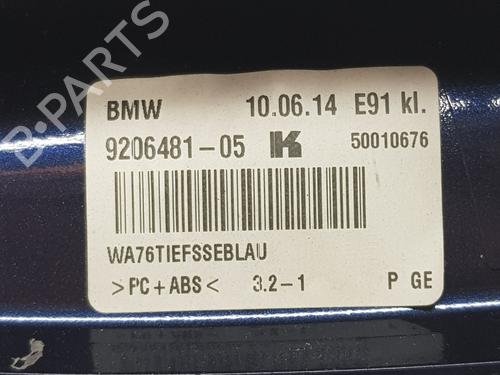 B-PARTS
BMW 10.06.14 E91 kl.
9206481-05 K 50010676
WA76TIEFSSEBLAU
>PC+ABS< 3.2-1 P GE